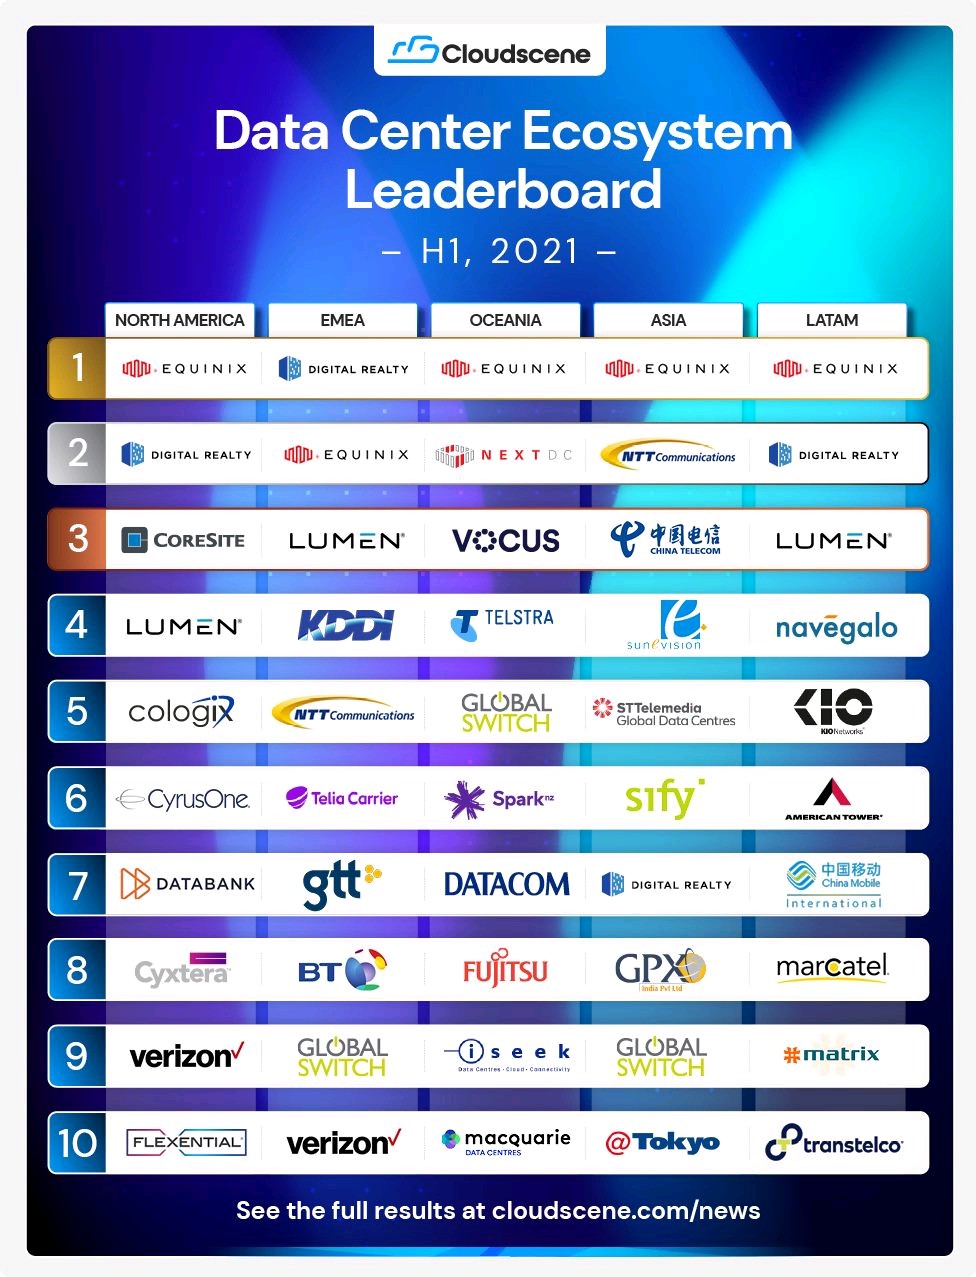 Cloudscene
Data Center Ecosystem
Leaderboard
– H1, 2021 –
NORTH AMERICA EMEA OCEANIA ASIA LATAM
1 EQUINIX DIGITAL REALTY EQUINIX EQUINIX EQUINIX
2 DIGITAL REALTY EQUINIX NEXTDC NTT Communications DIGITAL REALTY
3 CORESITE LUMEN® VOCUS 中国电信 CHINA TELECOM LUMEN®
4 LUMEN® KDDI TELSTRA sunevision navégalo
5 cologix NTT Communications GLOBAL SWITCH STTelemedia Global Data Centres KIO KIO Networks
6 CyrusOne. Telia Carrier Spark nz sify AMERICAN TOWER®
7 DATABANK gtt DATACOM DIGITAL REALTY 中国移动 China Mobile International
8 Cyxtera BT FUJITSU GPX India Pvt Ltd marcatel
9 verizon✓ GLOBAL SWITCH iseek Data Centres · Cloud · Connectivity GLOBAL SWITCH #matrix
10 FLEXENTIAL verizon✓ macquarie DATA CENTRES @Tokyo transtelco
See the full results at cloudscene.com/news